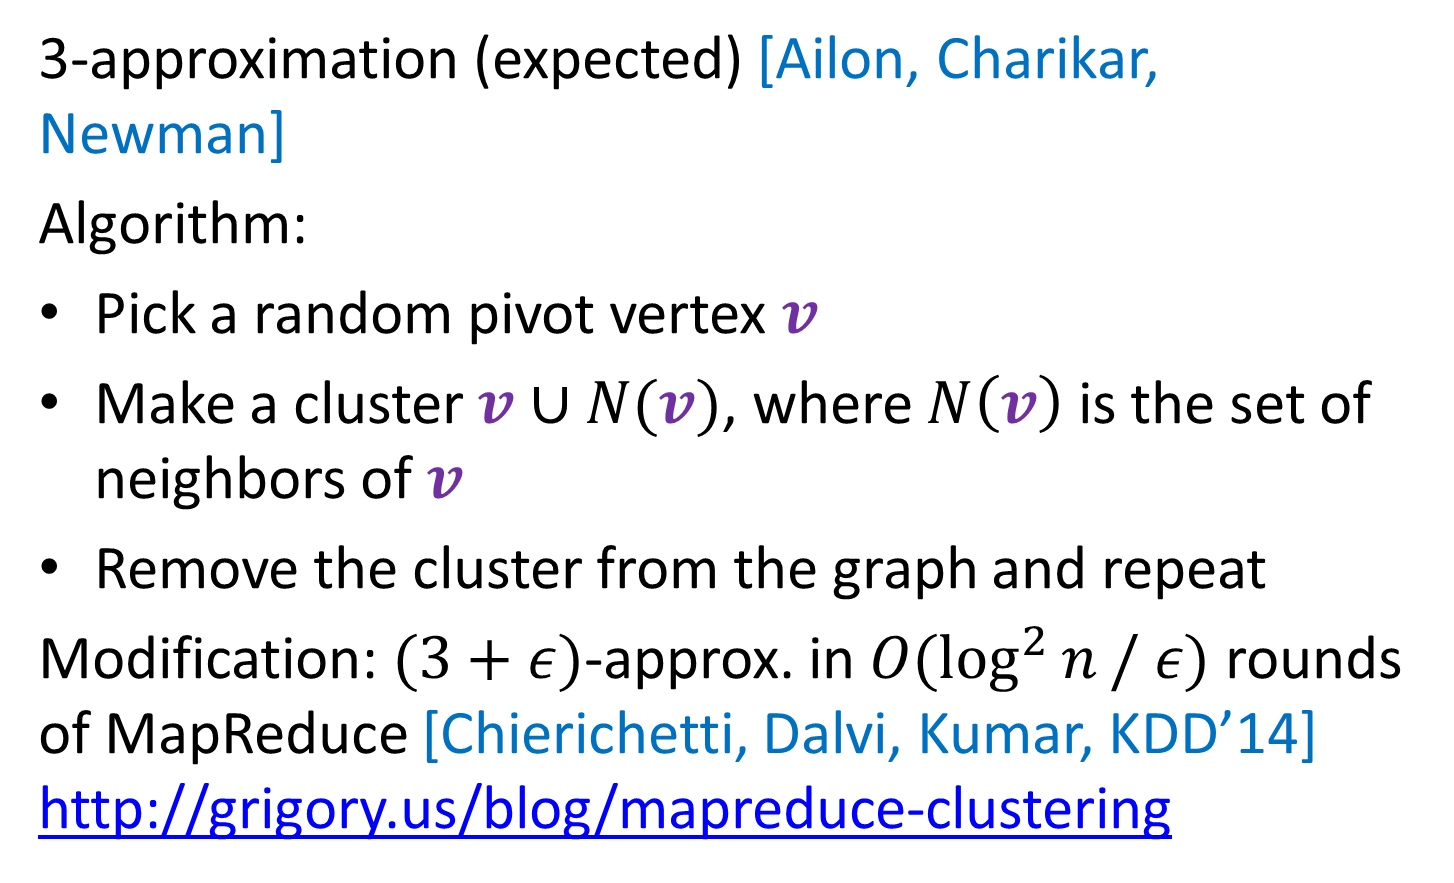 3-approximation (expected) [Ailon, Charikar,
Newman]
Algorithm:
• Pick a random pivot vertex 𝒗
• Make a cluster 𝒗 ∪ 𝑁(𝒗), where 𝑁(𝒗) is the set of
neighbors of 𝒗
• Remove the cluster from the graph and repeat
Modification: (3 + 𝜖)-approx. in 𝑂(log² 𝑛 / 𝜖) rounds
of MapReduce [Chierichetti, Dalvi, Kumar, KDD’14]
http://grigory.us/blog/mapreduce-clustering